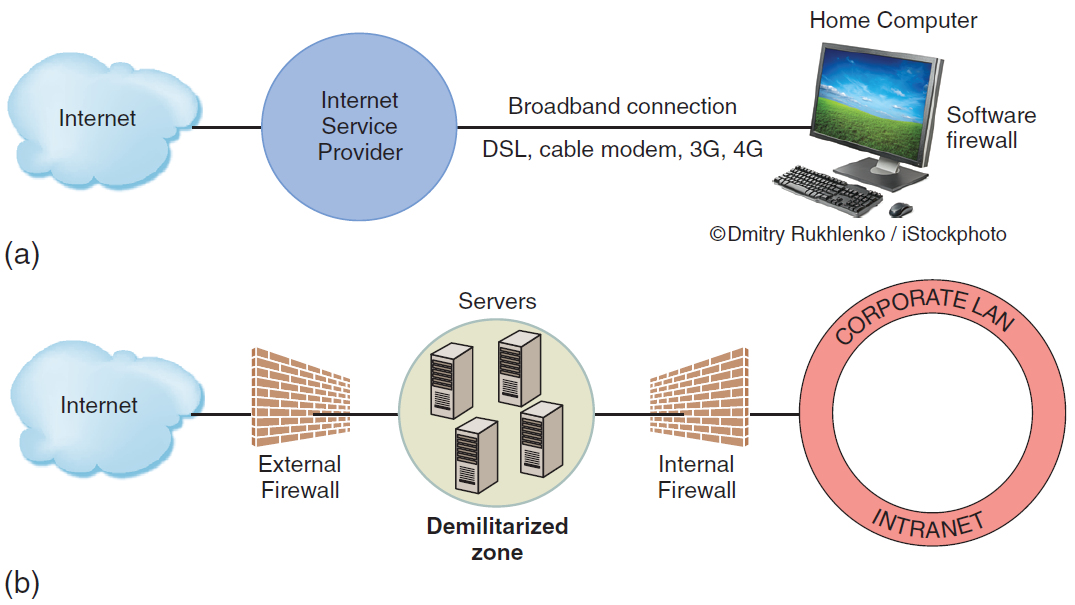 Home Computer
Internet
Internet
Service
Provider
Broadband connection
DSL, cable modem, 3G, 4G
Software
firewall
©Dmitry Rukhlenko / iStockphoto
(a)
Servers
CORPORATE LAN
Internet
External
Firewall
Internal
Firewall
INTRANET
Demilitarized
zone
(b)